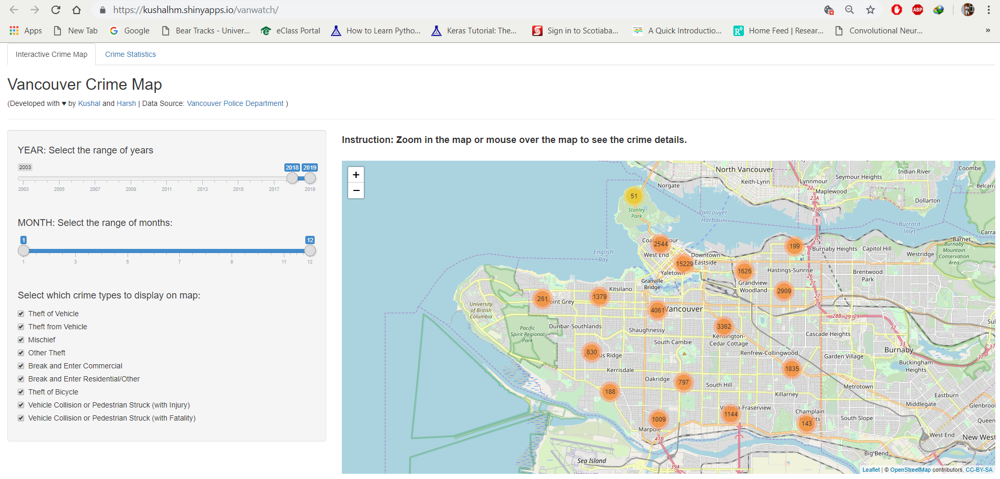 https://kushalhm.shinyapps.io/vanwatch/
ABP
Apps New Tab Google Bear Tracks - Univer... eClass Portal How to Learn Pytho... Keras Tutorial: The... Sign in to Scotiaba... A Quick Introductio... Home Feed | Resear... Convolutional Neur... »
Interactive Crime Map Crime Statistics
Vancouver Crime Map
(Developed with ♥ by Kushal and Harsh | Data Source: Vancouver Police Department )
YEAR: Select the range of years
2003 2018 2019
2003 2005 2007 2009 2011 2013 2015 2017 2019
MONTH: Select the range of months:
1 12
1 3 5 7 9 11 12
Select which crime types to display on map:
Theft of Vehicle
Theft from Vehicle
Mischief
Other Theft
Break and Enter Commercial
Break and Enter Residential/Other
Theft of Bicycle
Vehicle Collision or Pedestrian Struck (with Injury)
Vehicle Collision or Pedestrian Struck (with Fatality)
Instruction: Zoom in the map or mouse over the map to see the crime details.
+
−
North Vancouver
Indian River
Coombe
Keith-Lynn
Seymour Heights
Lynnmour
Norgate
22
Maplewood
Belcarra
23A
Dollarton
51
Stanley
Park
23B
Vancouver
Harbour
1
Burrard
Inlet
Carra
Coal Harbour
2544
25
Barnet
199
Burnaby Heights
Capitol Hill
Burnaby
Mountain
Conservation
Area
English
Bay
West End
Downtown
Eastside
Westridge
15229
Yaletown
1626
Hastings-Sunrise
Brentwood
Park
26
27
Granville
Bridge
Grandview-
Woodland
Kitsilano
2909
27
261
Point Grey
1379
28
University
of British
Columbia
4061
Vancouver
28B 29 29
Pacific
Spirit Regional
Park
Dunbar-Southlands
Shaughnessy
3362
32
Cascade Heights
Kensington-
Cedar Cottage
South Cambie
33
37
830
Arbutus Ridge
Renfrew-Collingwood
Burnaby
Garden Village
37
Buckingham
Heights
Kerrisdale
1835
Oakridge
797
South Hill
Metrotown
188
Killarney
Eastburn
Middlegate
Glenbroo
Victoria-Fraserview
1144
Champlain
Heights
South Slope
Queen
1009
143
Marpole
West End
New West
41B
Big Bend
Sea Island
39A
Vancouver
Leaflet | © OpenStreetMap contributors, CC-BY-SA